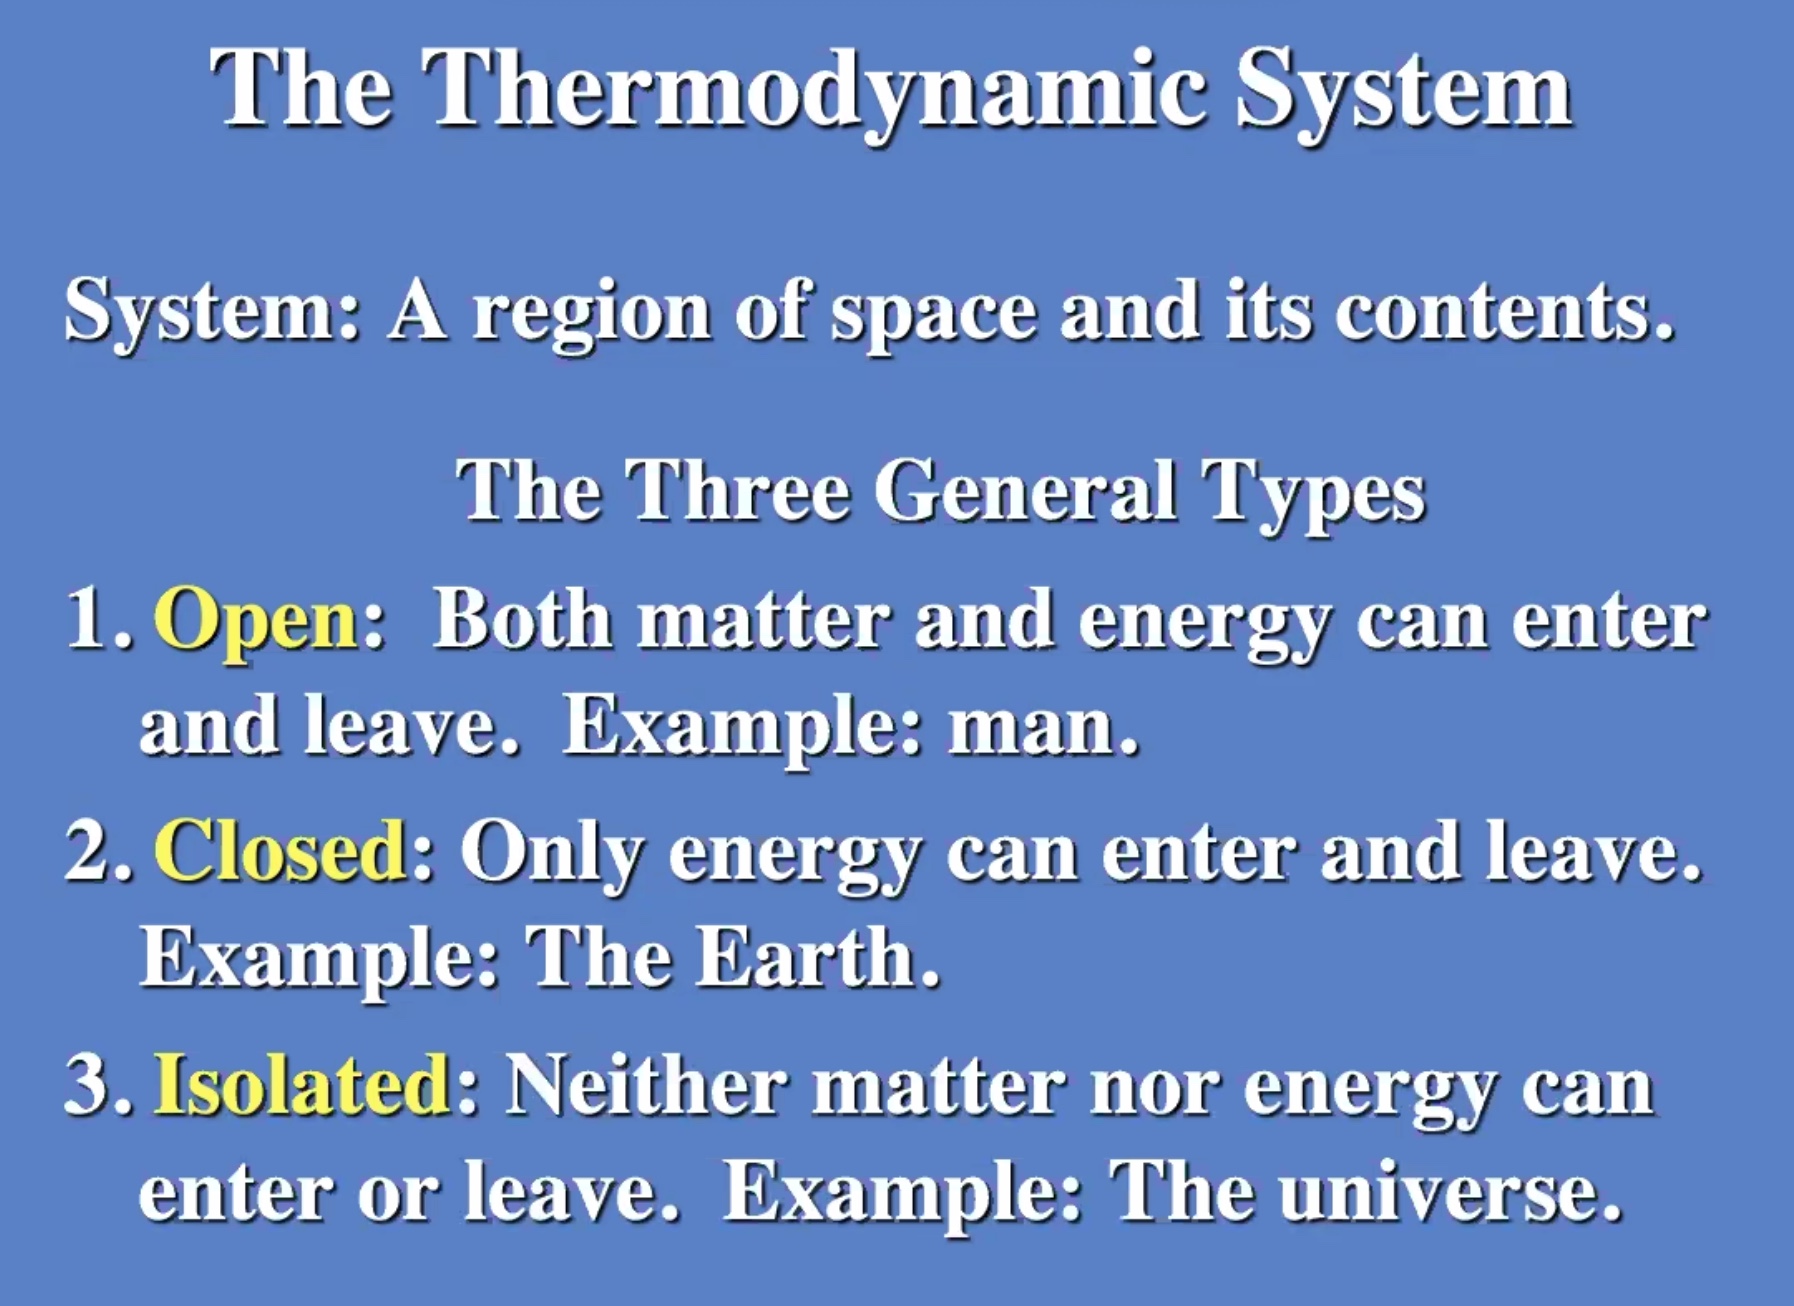 The Thermodynamic System
System: A region of space and its contents.
The Three General Types
1. Open: Both matter and energy can enter
and leave. Example: man.
2. Closed: Only energy can enter and leave.
Example: The Earth.
3. Isolated: Neither matter nor energy can
enter or leave. Example: The universe.